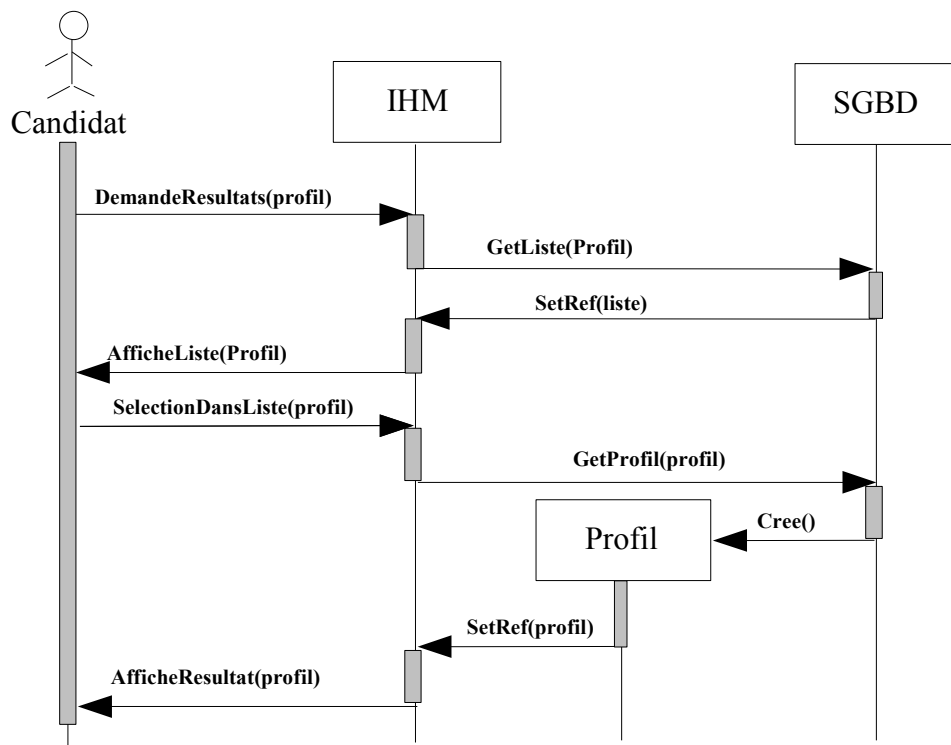 Candidat
IHM
SGBD
DemandeResultats(profil)
GetListe(Profil)
SetRef(liste)
AfficheListe(Profil)
SelectionDansListe(profil)
GetProfil(profil)
Cree()
Profil
SetRef(profil)
AfficheResultat(profil)